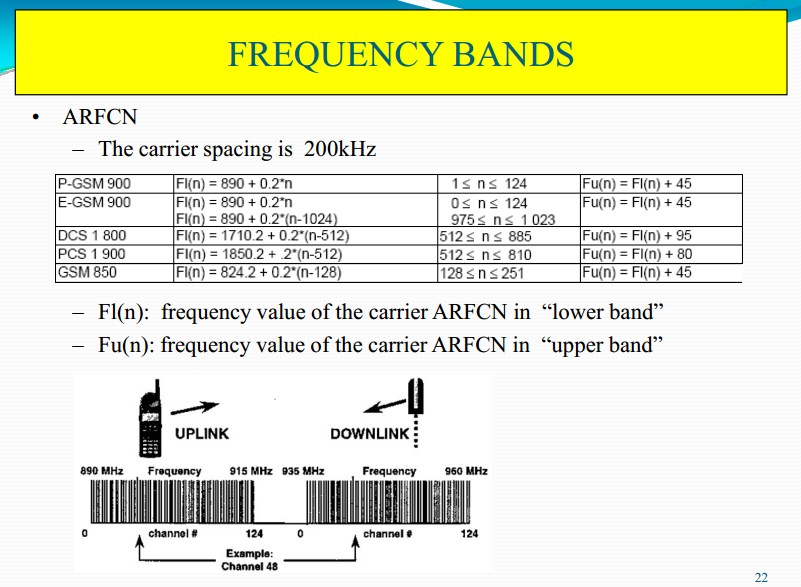 FREQUENCY BANDS
• ARFCN
– The carrier spacing is 200kHz
P-GSM 900 Fl(n) = 890 + 0.2*n 1≤ n≤ 124 Fu(n) = Fl(n) + 45
E-GSM 900 Fl(n) = 890 + 0.2*n 0≤ n≤ 124 Fu(n) = Fl(n) + 45
Fl(n) = 890 + 0.2*(n-1024) 975≤ n≤ 1 023
DCS 1 800 Fl(n) = 1710.2 + 0.2*(n-512) 512≤ n≤ 885 Fu(n) = Fl(n) + 95
PCS 1 900 Fl(n) = 1850.2 + .2*(n-512) 512≤ n≤ 810 Fu(n) = Fl(n) + 80
GSM 850 Fl(n) = 824.2 + 0.2*(n-128) 128≤n≤251 Fu(n) = Fl(n) + 45
– Fl(n): frequency value of the carrier ARFCN in “lower band”
– Fu(n): frequency value of the carrier ARFCN in “upper band”
UPLINK DOWNLINK
890 MHz Frequency 915 MHz 935 MHz Frequency 960 MHz
0 channel # 124 0 channel # 124
Example:
Channel 48
22